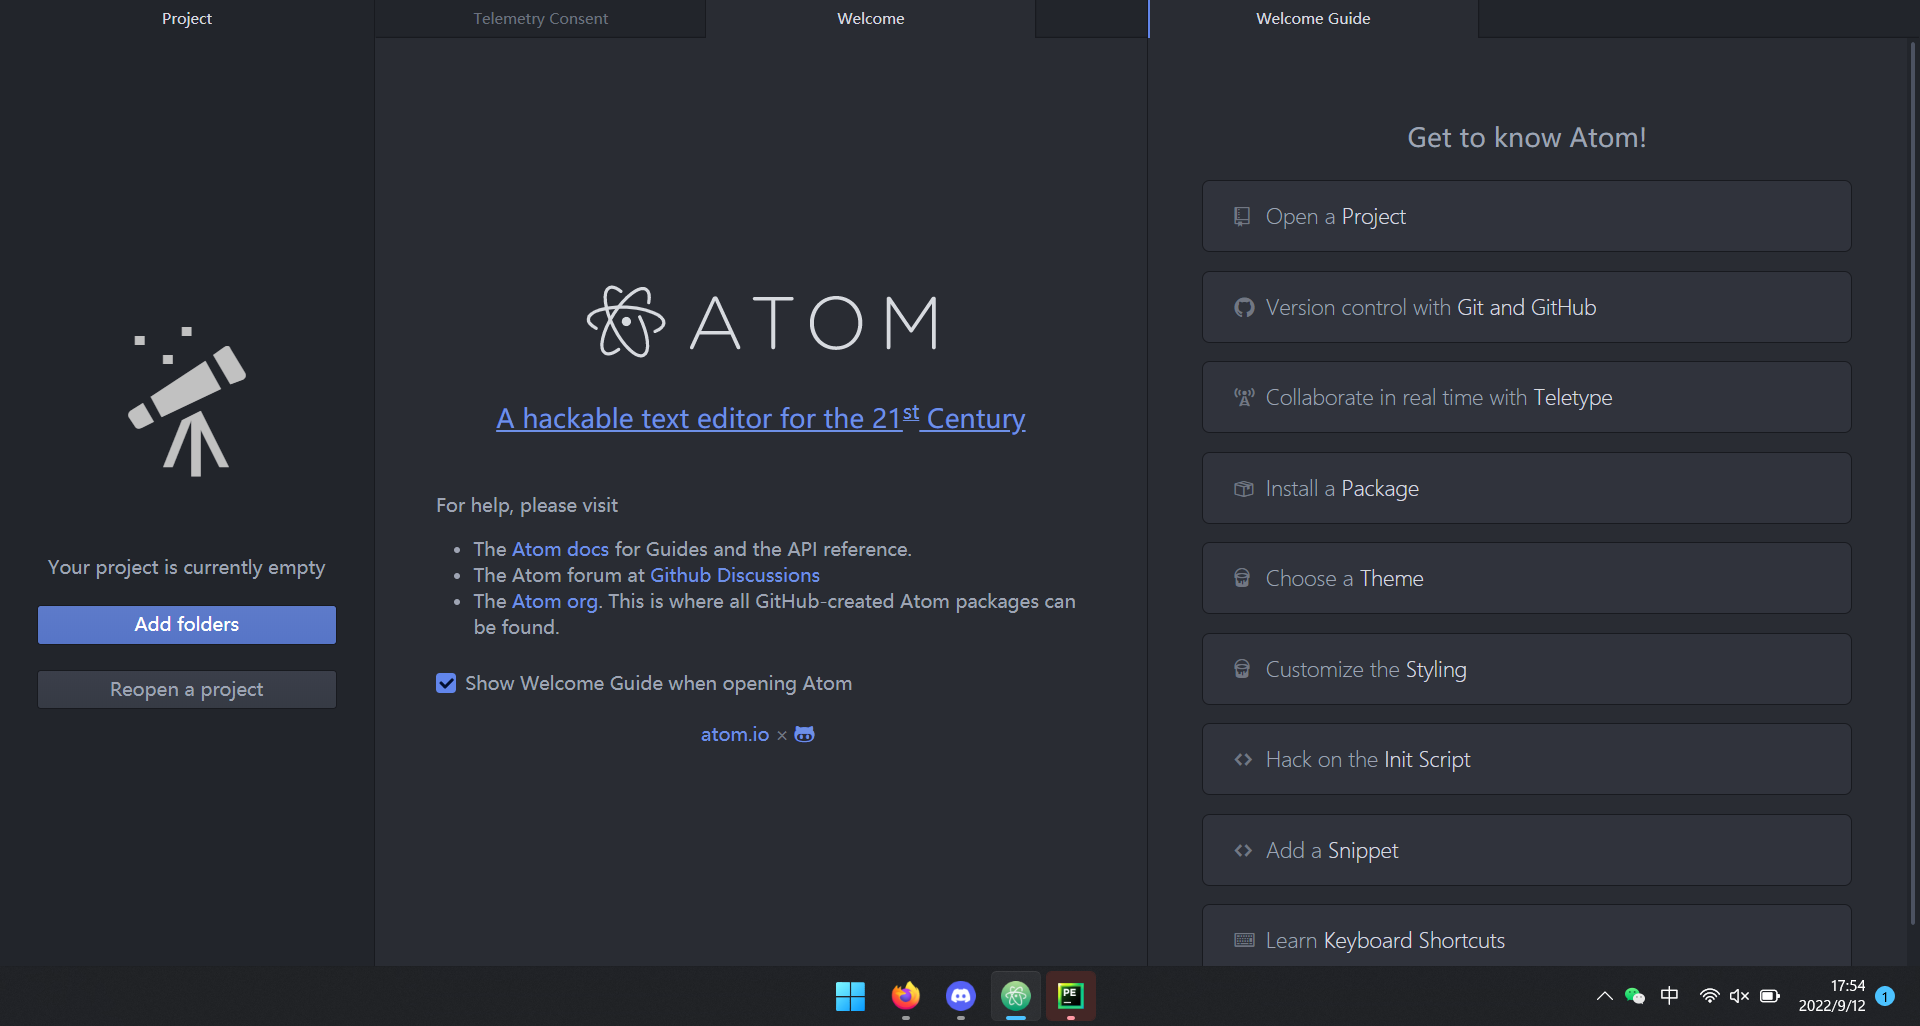 Project
Telemetry Consent
Welcome
Welcome Guide
Your project is currently empty
Add folders
Reopen a project
ATOM
A hackable text editor for the 21st Century
For help, please visit
• The Atom docs for Guides and the API reference.
• The Atom forum at Github Discussions
• The Atom org. This is where all GitHub-created Atom packages can
be found.
Show Welcome Guide when opening Atom
atom.io ×
Get to know Atom!
Open a Project
Version control with Git and GitHub
Collaborate in real time with Teletype
Install a Package
Choose a Theme
Customize the Styling
Hack on the Init Script
Add a Snippet
Learn Keyboard Shortcuts
PE
中
17:54
2022/9/12
1